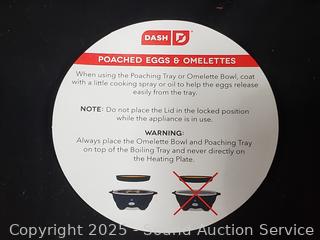 DASH D
POACHED EGGS & OMELETTES
When using the Poaching Tray or Omelette Bowl, coat
with a little cooking spray or oil to help the eggs release
easily from the tray.
NOTE: Do not place the Lid in the locked position
while the appliance is in use.
WARNING:
Always place the Omelette Bowl and Poaching Tray
on top of the Boiling Tray and never directly on
the Heating Plate.
Copyright 2025 - Sound Auction Service